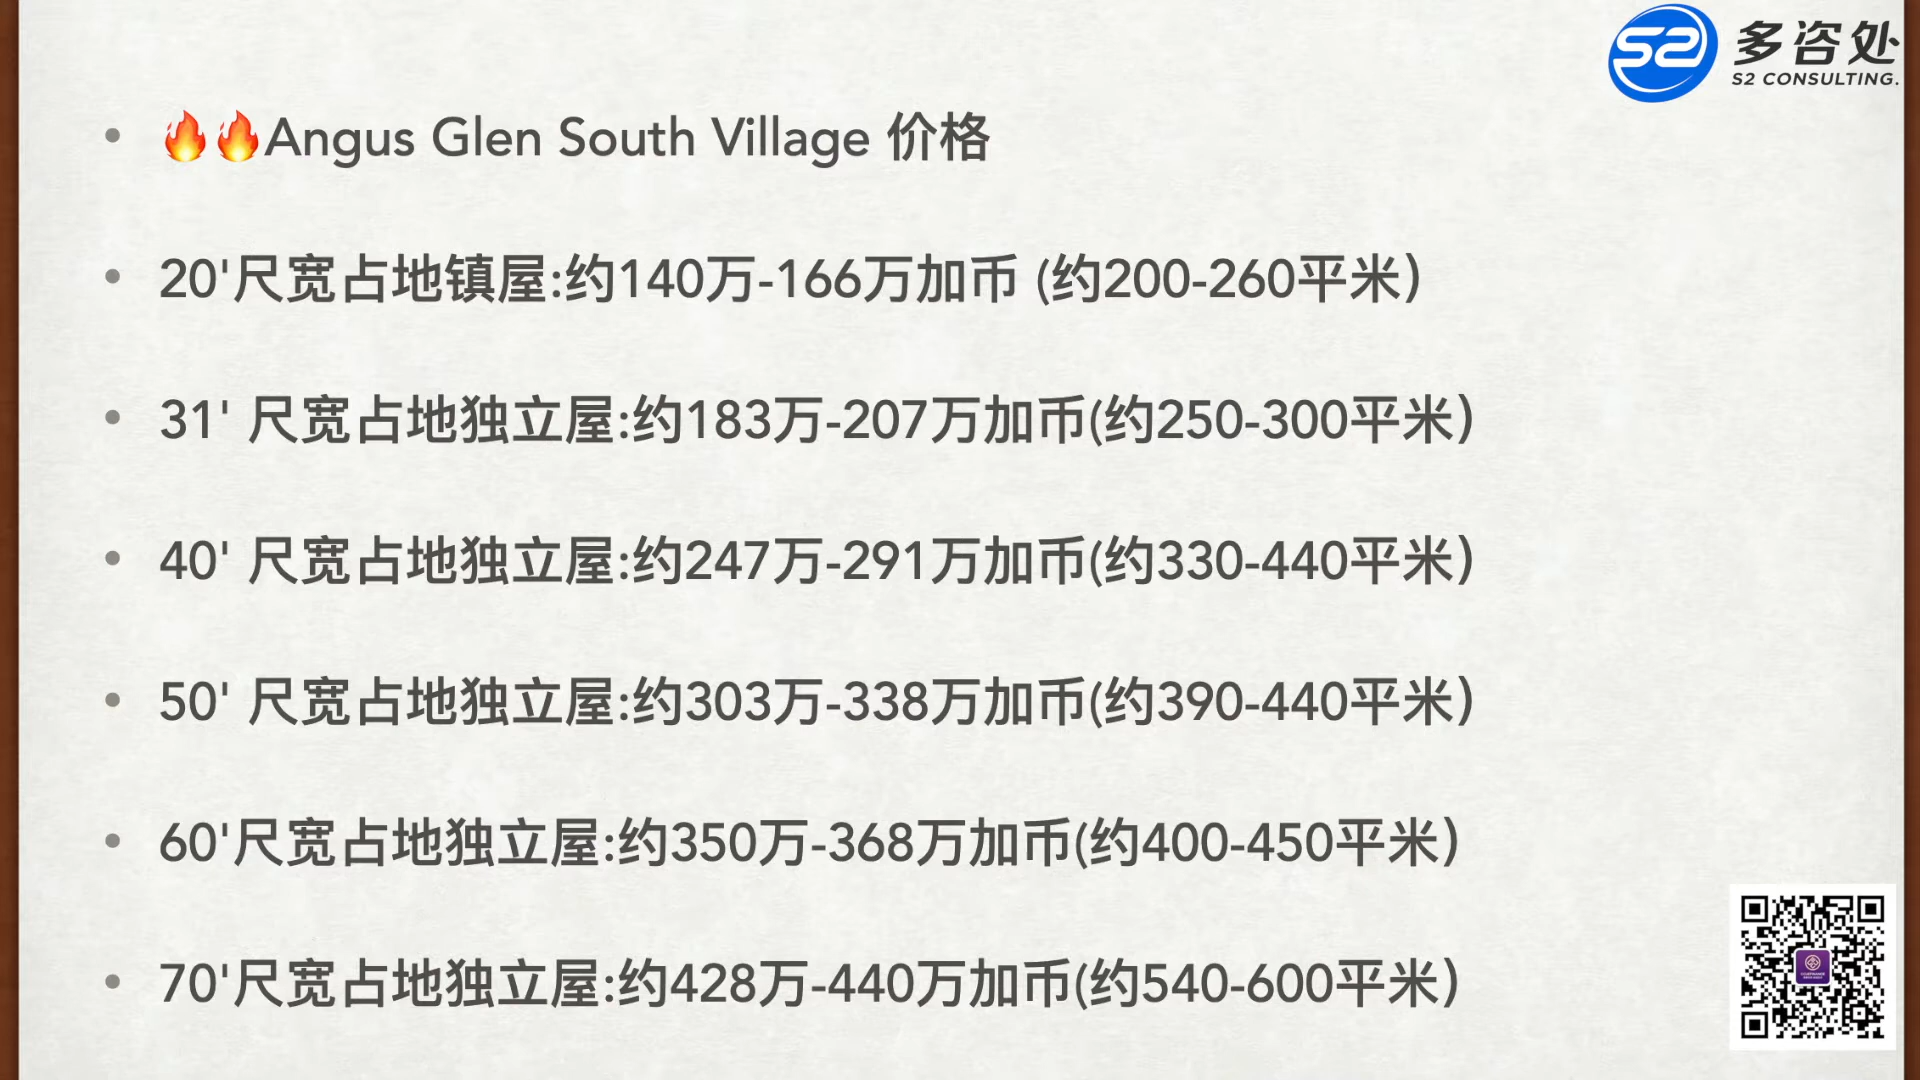 S2 多咨处
S2 CONSULTING.
• 🔥🔥Angus Glen South Village 价格
• 20'尺宽占地镇屋:约140万-166万加币 (约200-260平米）
• 31' 尺宽占地独立屋:约183万-207万加币(约250-300平米）
• 40' 尺宽占地独立屋:约247万-291万加币(约330-440平米）
• 50' 尺宽占地独立屋:约303万-338万加币(约390-440平米）
• 60'尺宽占地独立屋:约350万-368万加币(约400-450平米）
• 70'尺宽占地独立屋:约428万-440万加币(约540-600平米）